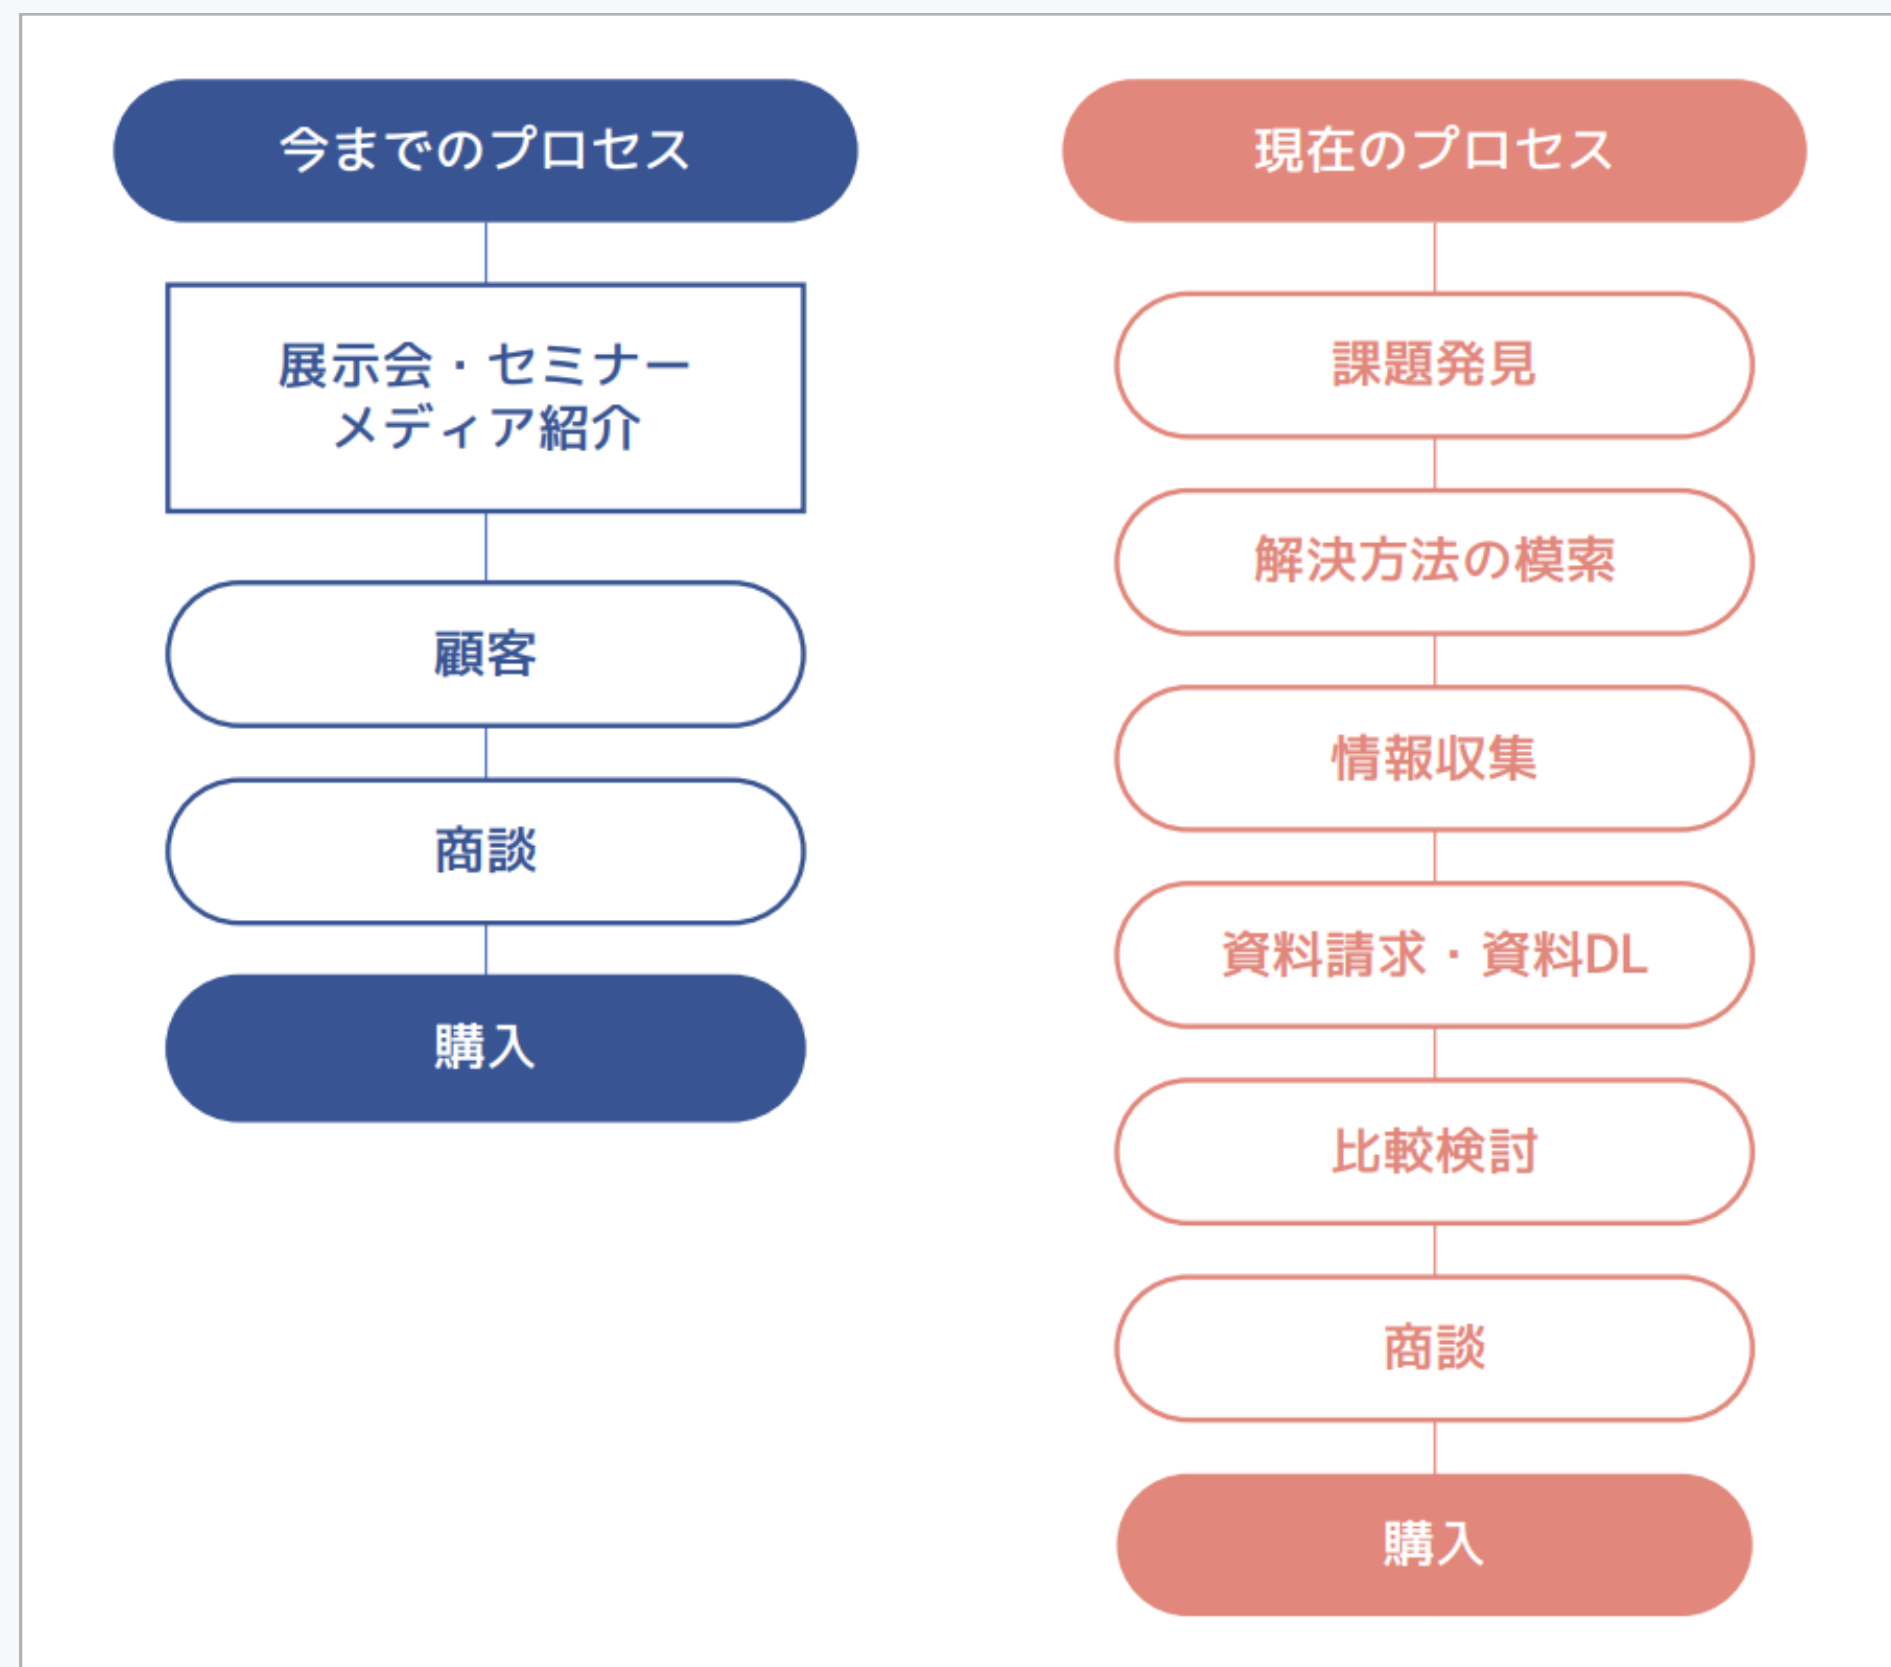 今までのプロセス
展示会・セミナー
メディア紹介
顧客
商談
購入
現在のプロセス
課題発見
解決方法の模索
情報収集
資料請求・資料DL
比較検討
商談
購入